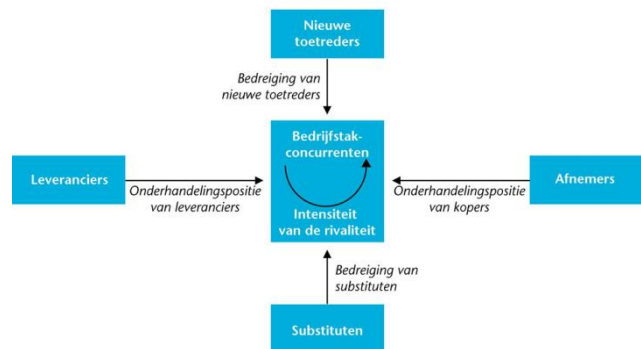 Nieuwe
toetreders
Bedreiging van
nieuwe toetreders
Bedrijfstak-
concurrenten
Leveranciers
Onderhandelingspositie
van leveranciers
Afnemers
Onderhandelingspositie
van kopers
Intensiteit
van de rivaliteit
Bedreiging van
substituten
Substituten